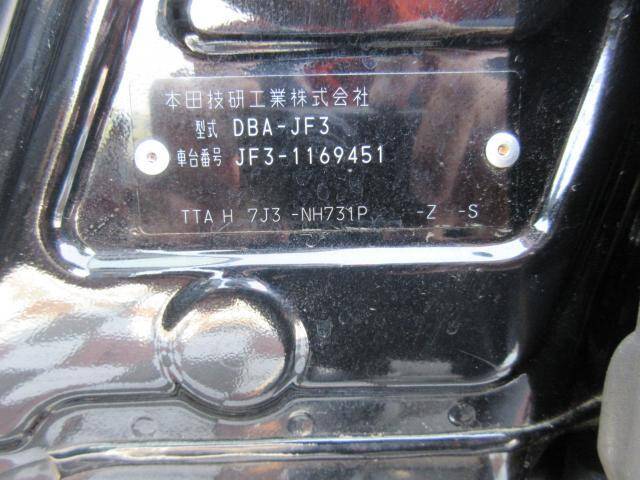 本田技研工業株式会社
型式 DBA-JF3
車台番号 JF3-1169451
TTA H 7J3 -NH731P -Z -S